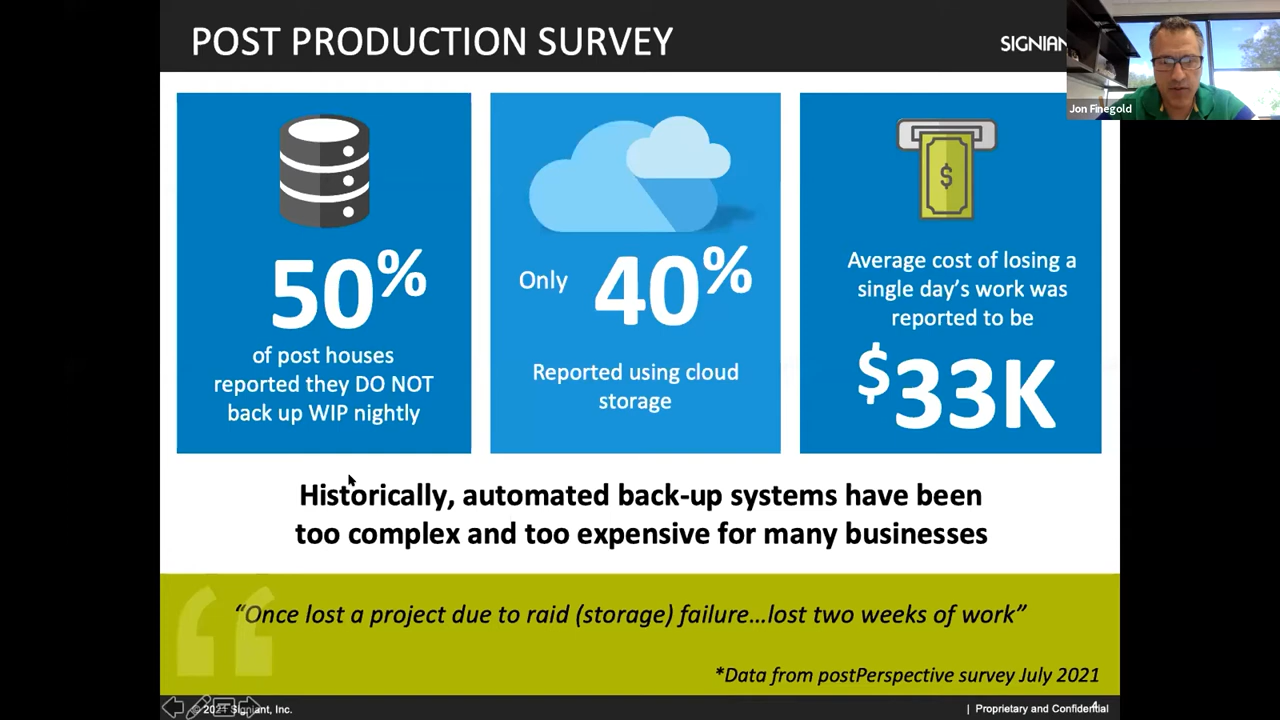 POST PRODUCTION SURVEY
SIGNIAN
Jon Finegold
50%
of post houses
reported they DO NOT
back up WIP nightly
Only 40%
Reported using cloud
storage
$
Average cost of losing a
single day's work was
reported to be
$33K
Historically, automated back-up systems have been
too complex and too expensive for many businesses
“Once lost a project due to raid (storage) failure…lost two weeks of work”
*Data from postPerspective survey July 2021
© 2021 Signiant, Inc.
| Proprietary and Confidential
4